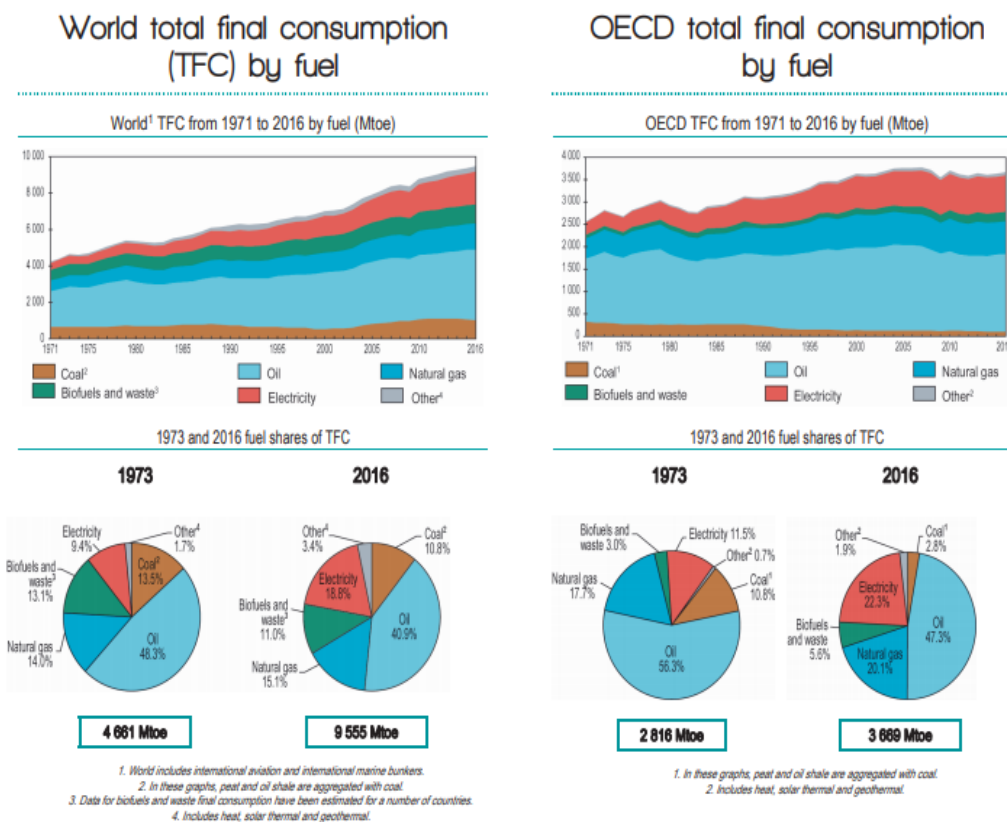 World total final consumption
(TFC) by fuel
World¹ TFC from 1971 to 2016 by fuel (Mtoe)
10 000
8 000
6 000
4 000
2 000
0
1971 1975 1980 1985 1990 1995 2000 2005 2010 2016
Coal² Oil Natural gas
Biofuels and waste³ Electricity Other⁴
1973 and 2016 fuel shares of TFC
1973 2016
Electricity
9.4%
Other⁴
1.7%
Coal²
13.5%
Biofuels and
waste³
13.1%
Oil
48.3%
Natural gas
14.0%
4 661 Mtoe
Other⁴
3.4%
Coal²
10.8%
Electricity
18.8%
Oil
40.9%
Biofuels and
waste³
11.0%
Natural gas
15.1%
9 555 Mtoe
1. World includes international aviation and international marine bunkers.
2. In these graphs, peat and oil shale are aggregated with coal.
3. Data for biofuels and waste final consumption have been estimated for a number of countries.
4. Includes heat, solar thermal and geothermal.
OECD total final consumption
by fuel
OECD TFC from 1971 to 2016 by fuel (Mtoe)
4 000
3 500
3 000
2 500
2 000
1 500
1 000
500
0
1971 1975 1980 1985 1990 1995 2000 2005 2010 201
Coal¹ Oil Natural gas
Biofuels and waste Electricity Other²
1973 and 2016 fuel shares of TFC
1973 2016
Biofuels and
waste 3.0%
Electricity 11.5%
Other² 0.7%
Natural gas
17.7%
Coal¹
10.8%
Oil
56.3%
2 816 Mtoe
Other²
1.9%
Coal¹
2.8%
Electricity
22.3%
Oil
47.3%
Biofuels
and waste
5.6%
Natural gas
20.1%
3 669 Mtoe
1. In these graphs, peat and oil shale are aggregated with coal.
2. Includes heat, solar thermal and geothermal.